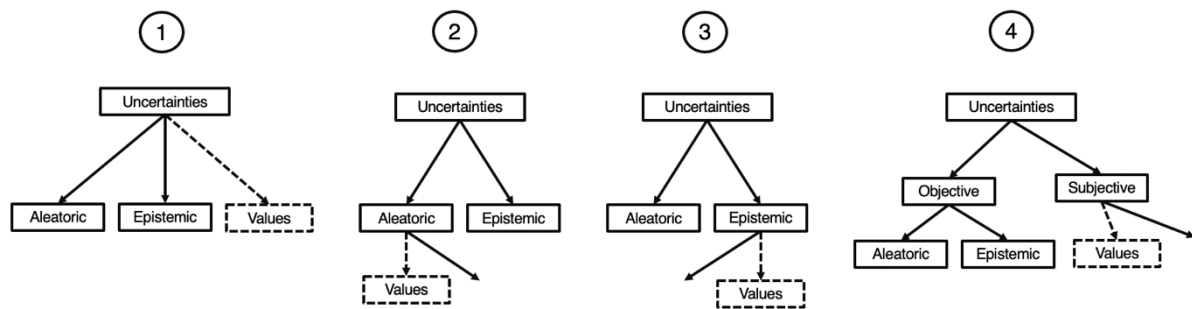 1
2
3
4
Uncertainties
Aleatoric
Epistemic
Values
Uncertainties
Aleatoric
Epistemic
Values
Uncertainties
Aleatoric
Epistemic
Values
Uncertainties
Objective
Subjective
Aleatoric
Epistemic
Values